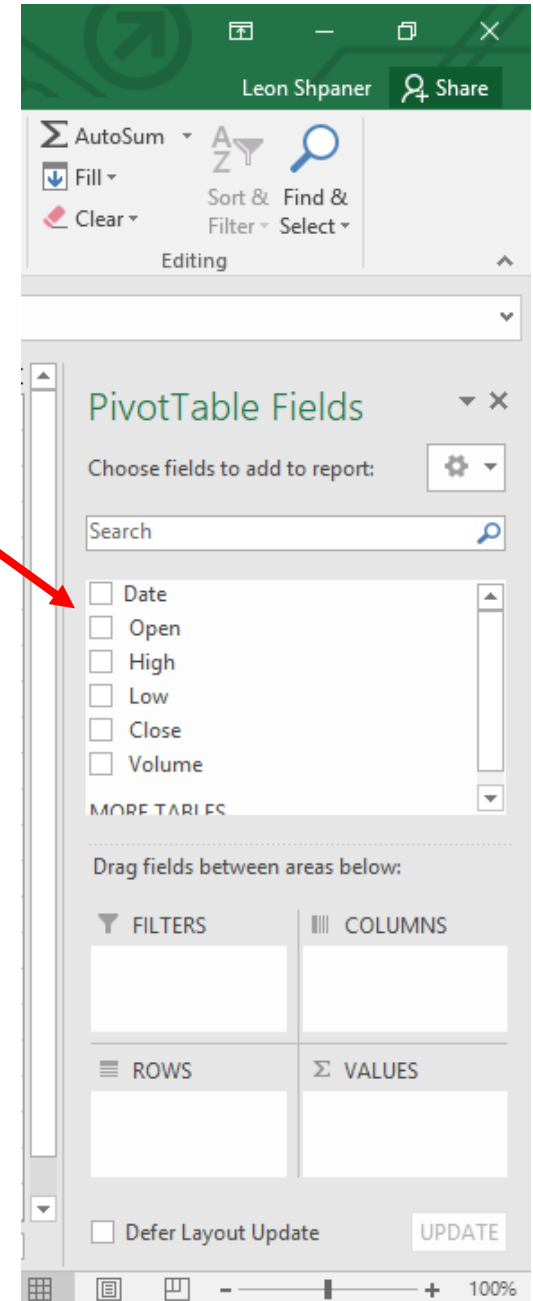 Leon Shpaner Share
AutoSum
Fill
Clear
A
Z
Sort & Filter
Find & Select
Editing
PivotTable Fields
Choose fields to add to report:
Search
Date
Open
High
Low
Close
Volume
MORE TABLES
Drag fields between areas below:
FILTERS
COLUMNS
ROWS
Σ VALUES
Defer Layout Update
UPDATE
100%